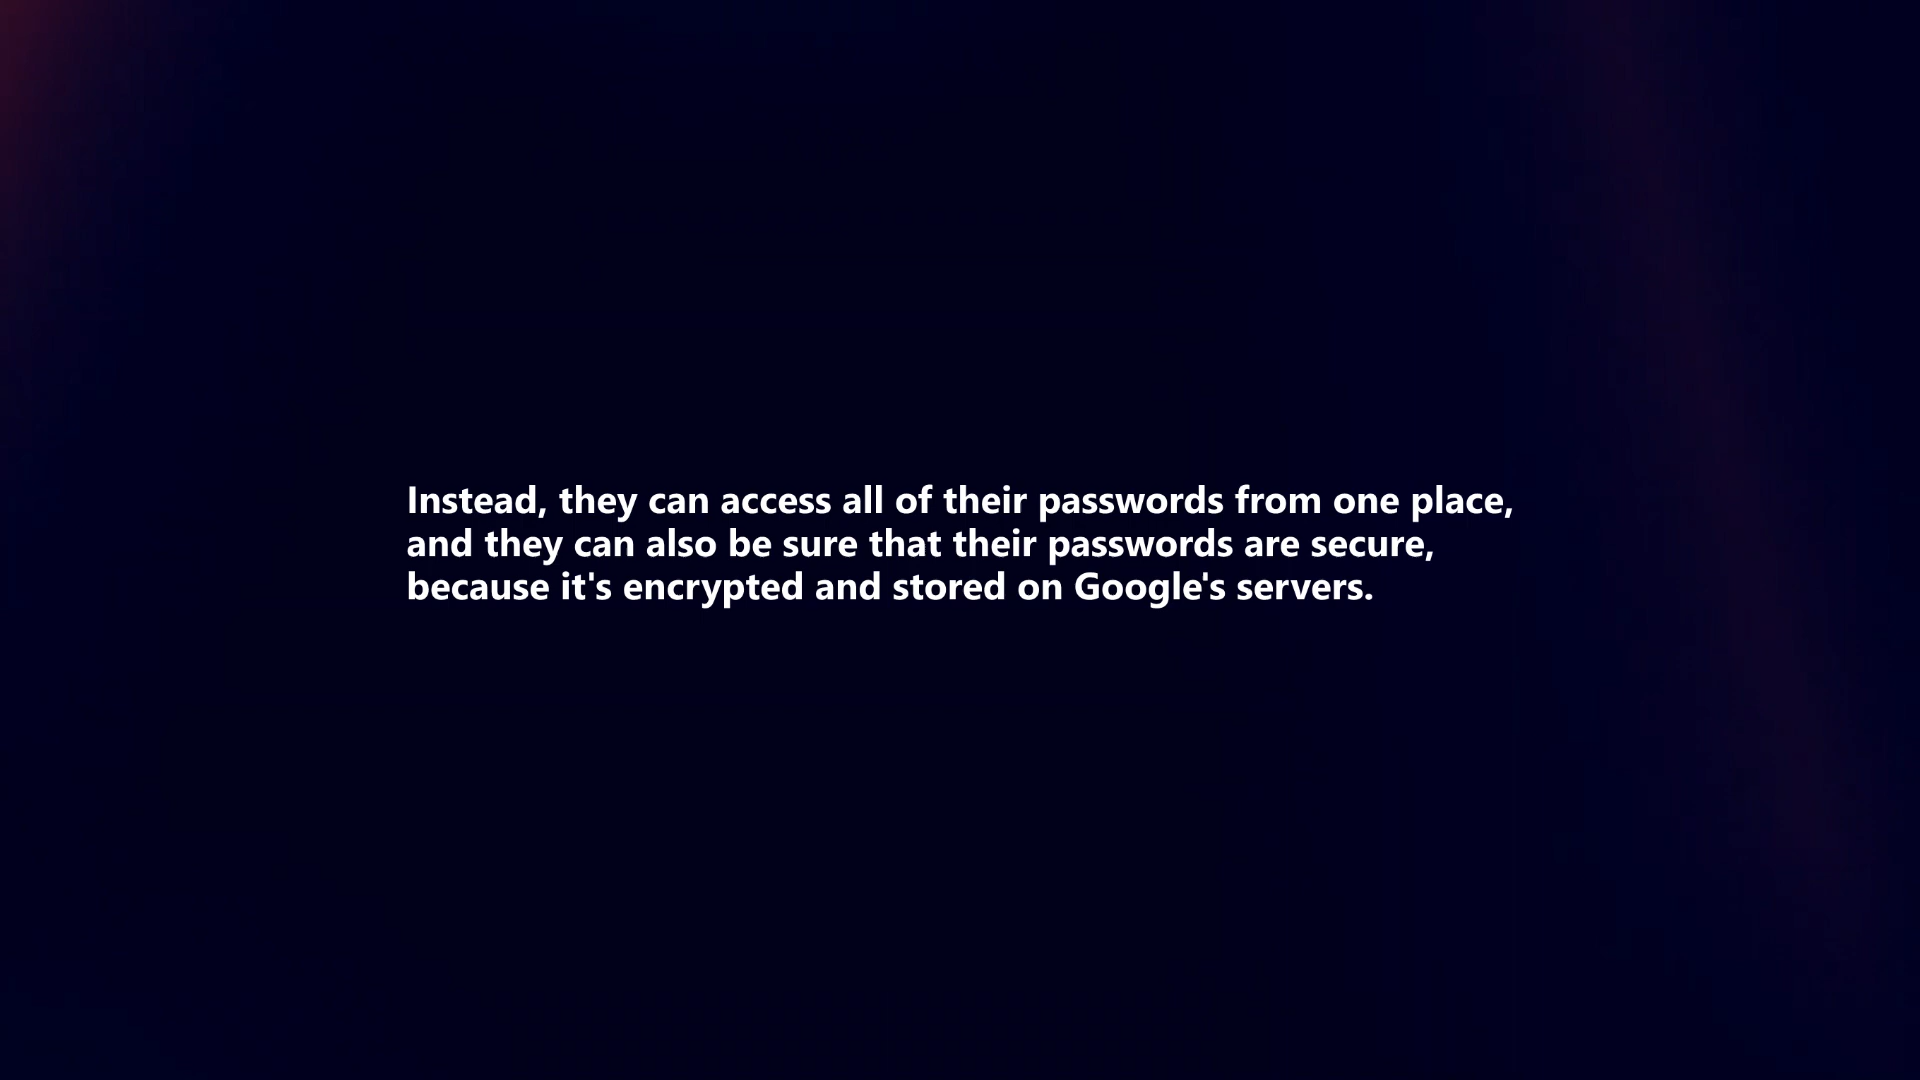 Instead, they can access all of their passwords from one place,
and they can also be sure that their passwords are secure,
because it's encrypted and stored on Google's servers.